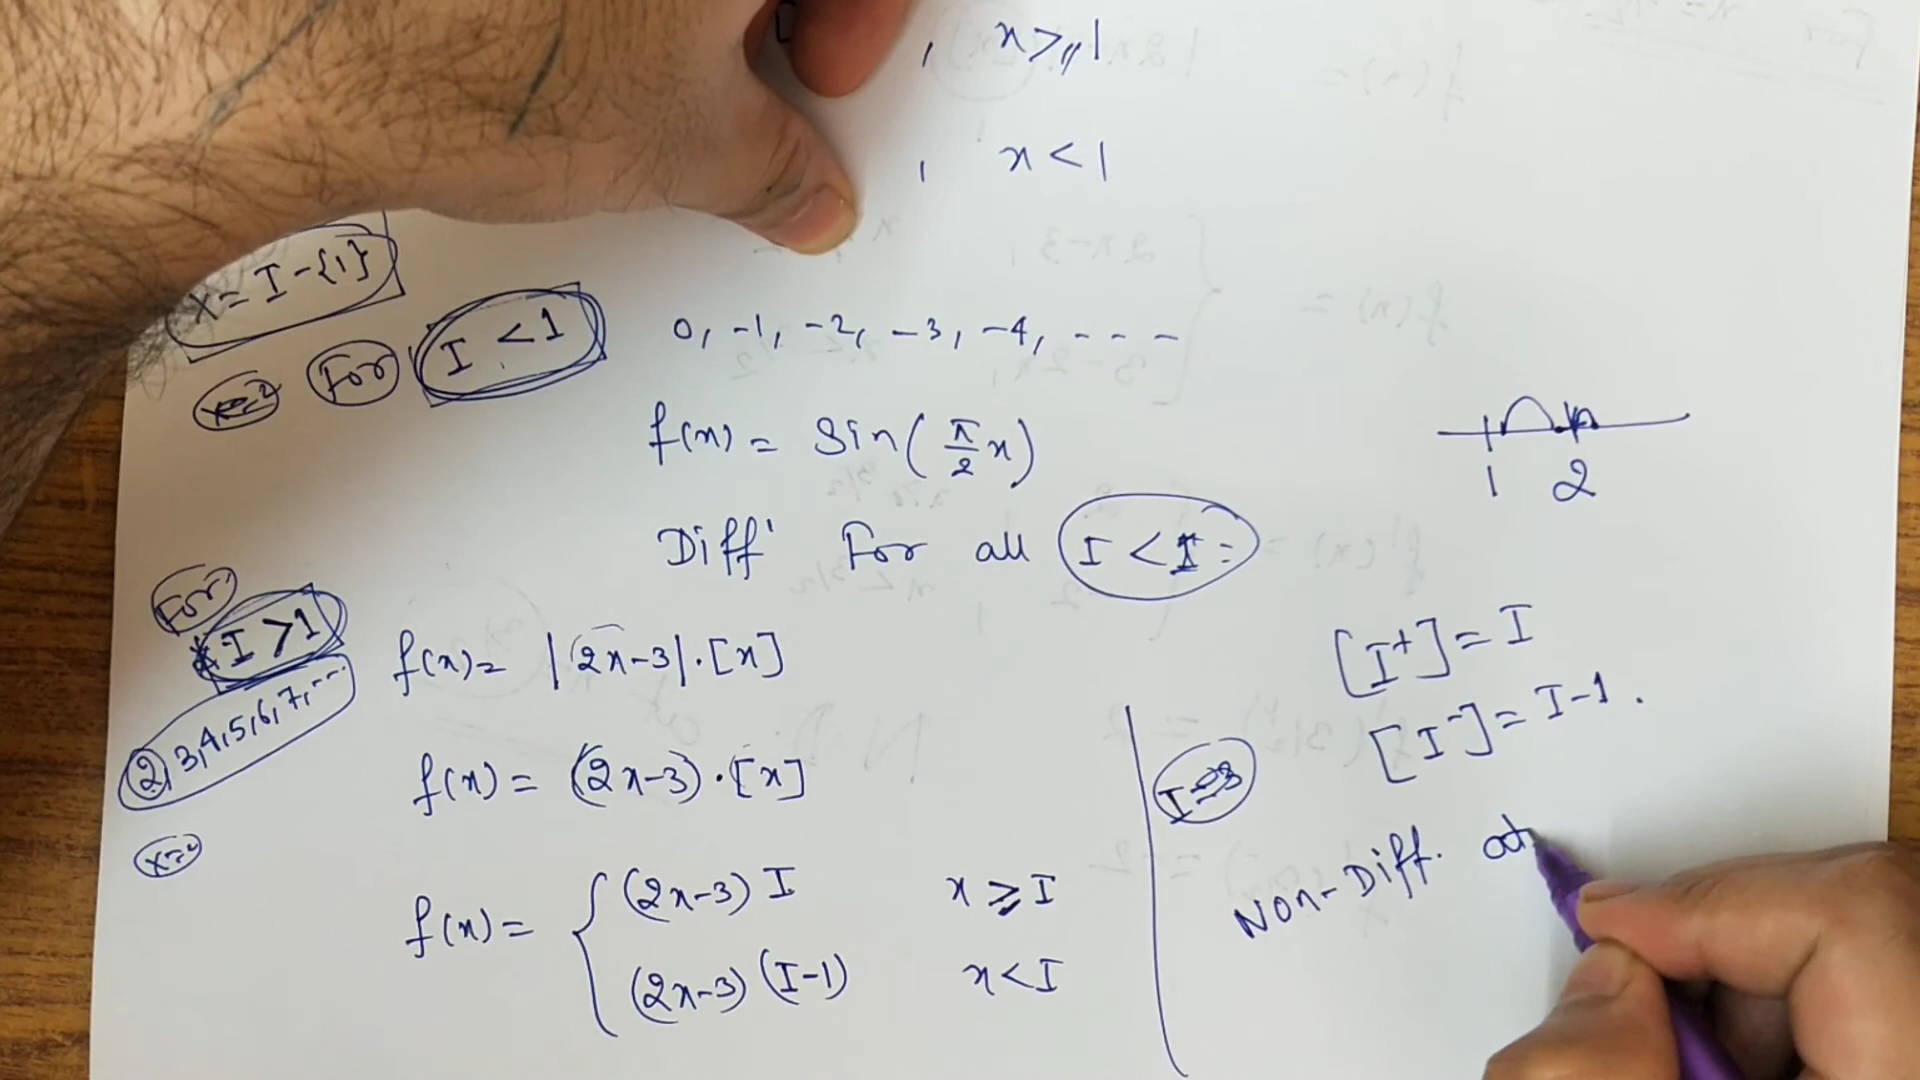 , x ≥ 1
, x < 1
x = I - {1}
For I < 1
0, -1, -2, -3, -4, - - -
f(x) = Sin(π/2 x)
1 2
Diff' For all I < I
For
I > 1
2, 3, 4, 5, 6, 7, ...
f(x) = |2x-3|·[x]
f(x) = (2x-3)·[x]
x=2
f(x) = { (2x-3) I x ≥ I
(2x-3) (I-1) x < I
[I⁺] = I
[I⁻] = I-1.
Non-Diff. at